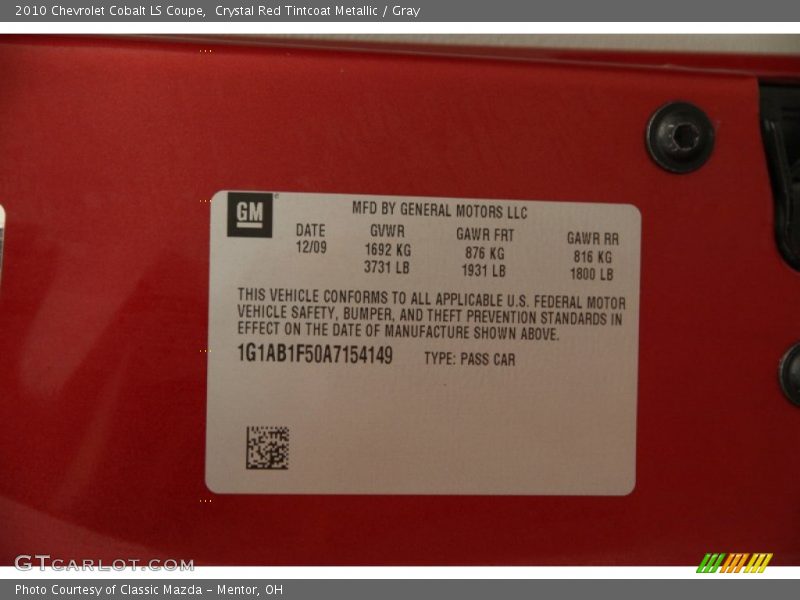 2010 Chevrolet Cobalt LS Coupe, Crystal Red Tintcoat Metallic / Gray
GM
MFD BY GENERAL MOTORS LLC
DATE GVWR GAWR FRT GAWR RR
12/09 1692 KG 876 KG 816 KG
3731 LB 1931 LB 1800 LB
THIS VEHICLE CONFORMS TO ALL APPLICABLE U.S. FEDERAL MOTOR
VEHICLE SAFETY, BUMPER, AND THEFT PREVENTION STANDARDS IN
EFFECT ON THE DATE OF MANUFACTURE SHOWN ABOVE.
1G1AB1F50A7154149 TYPE: PASS CAR
GTCARLOT.COM
Photo Courtesy of Classic Mazda - Mentor, OH